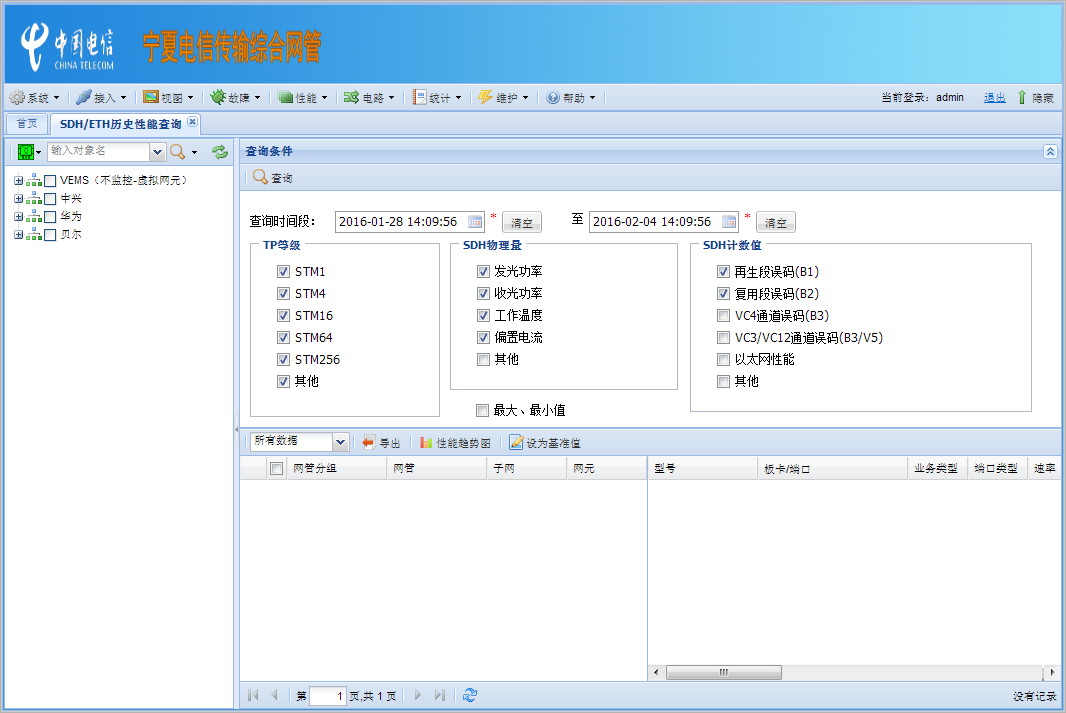 中国电信 CHINA TELECOM 宁夏电信传输综合网管
系统 接入 视图 故障 性能 电路 统计 维护 帮助 当前登录: admin 退出 隐藏
首页 SDH/ETH历史性能查询
输入对象名
VEMS（不监控-虚拟网元）
中兴
华为
贝尔
查询条件
查询
查询时间段: 2016-01-28 14:09:56 * 清空 至 2016-02-04 14:09:56 * 清空
TP等级
STM1
STM4
STM16
STM64
STM256
其他
SDH物理量
发光功率
收光功率
工作温度
偏置电流
其他
最大、最小值
SDH计数值
再生段误码(B1)
复用段误码(B2)
VC4通道误码(B3)
VC3/VC12通道误码(B3/V5)
以太网性能
其他
所有数据 导出 性能趋势图 设为基准值
网管分组 网管 子网 网元 型号 板卡/端口 业务类型 端口类型 速率
第 1 页,共 1 页 没有记录